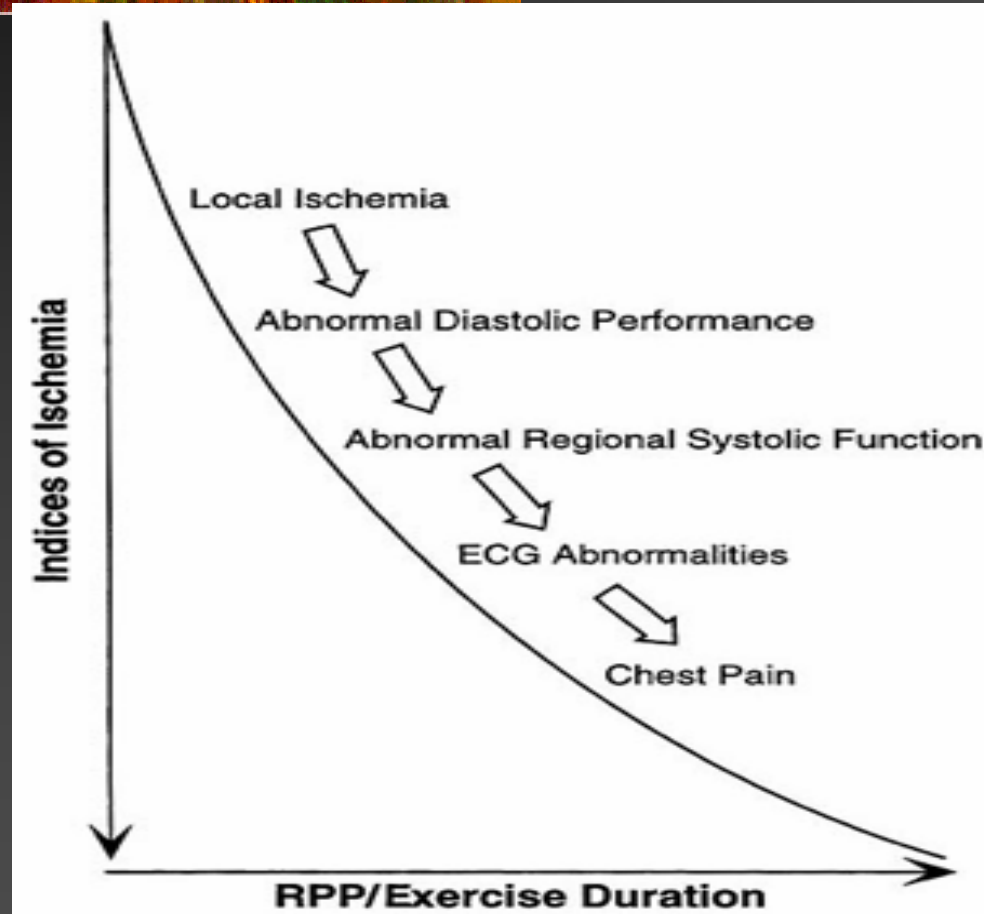 Local Ischemia
Abnormal Diastolic Performance
Abnormal Regional Systolic Function
ECG Abnormalities
Chest Pain
Indices of Ischemia
RPP/Exercise Duration